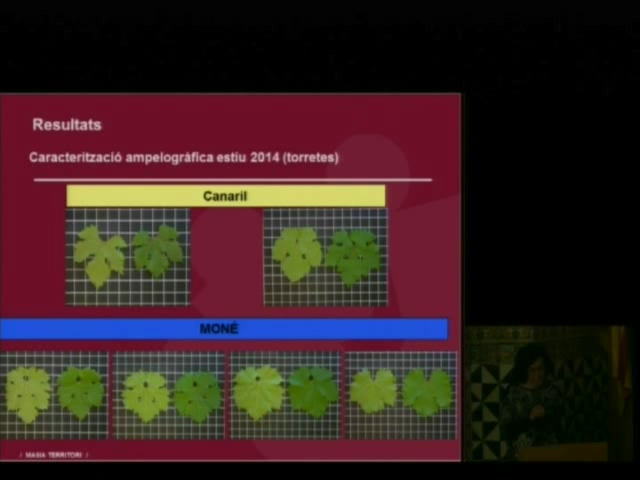 Resultats
Caracterització ampelogràfica estiu 2014 (torretes)
Canaril
MONÉ
/ MASIA TERRITORI /